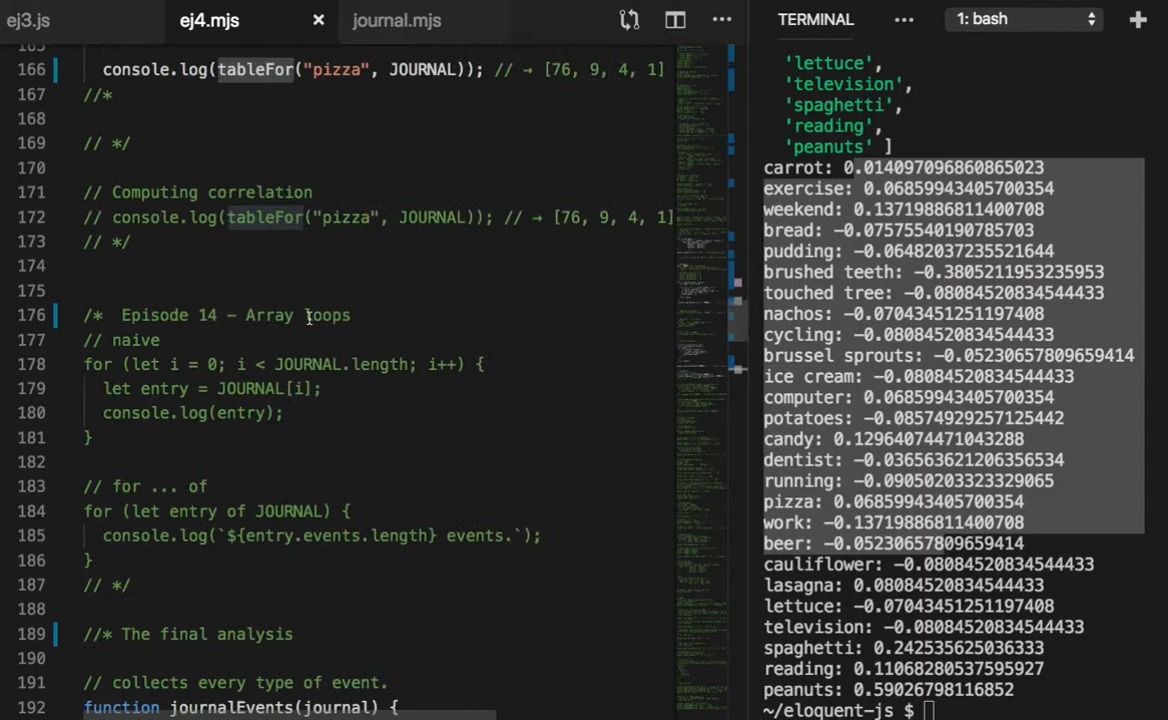 ej3.js
ej4.mjs
journal.mjs
166 console.log(tableFor("pizza", JOURNAL)); // → [76, 9, 4, 1]
167 //*
168
169 // */
170
171 // Computing correlation
172 // console.log(tableFor("pizza", JOURNAL)); // → [76, 9, 4, 1]
173 // */
174
175
176 /*  Episode 14 - Array loops
177 // naive
178 for (let i = 0; i < JOURNAL.length; i++) {
179 let entry = JOURNAL[i];
180 console.log(entry);
181 }
182
183 // for ... of
184 for (let entry of JOURNAL) {
185 console.log(`${entry.events.length} events.`);
186 }
187 // */
188
189 //* The final analysis
190
191 // collects every type of event.
192 function journalEvents(journal) {
TERMINAL
1: bash
'lettuce',
'television',
'spaghetti',
'reading',
'peanuts' ]
carrot: 0.014097096860865023
exercise: 0.06859943405700354
weekend: 0.13719886811400708
bread: -0.07575540190785703
pudding: -0.06482037235521644
brushed teeth: -0.3805211953235953
touched tree: -0.08084520834544433
nachos: -0.07043451251197408
cycling: -0.08084520834544433
brussel sprouts: -0.05230657809659414
ice cream: -0.08084520834544433
computer: 0.06859943405700354
potatoes: -0.08574929257125442
candy: 0.12964074471043288
dentist: -0.036563621206356534
running: -0.09050203323329065
pizza: 0.06859943405700354
work: -0.13719886811400708
beer: -0.05230657809659414
cauliflower: -0.08084520834544433
lasagna: 0.08084520834544433
lettuce: -0.07043451251197408
television: -0.08084520834544433
spaghetti: 0.242535625036333
reading: 0.11068280537595927
peanuts: 0.59026798116852
~/eloquent-js $